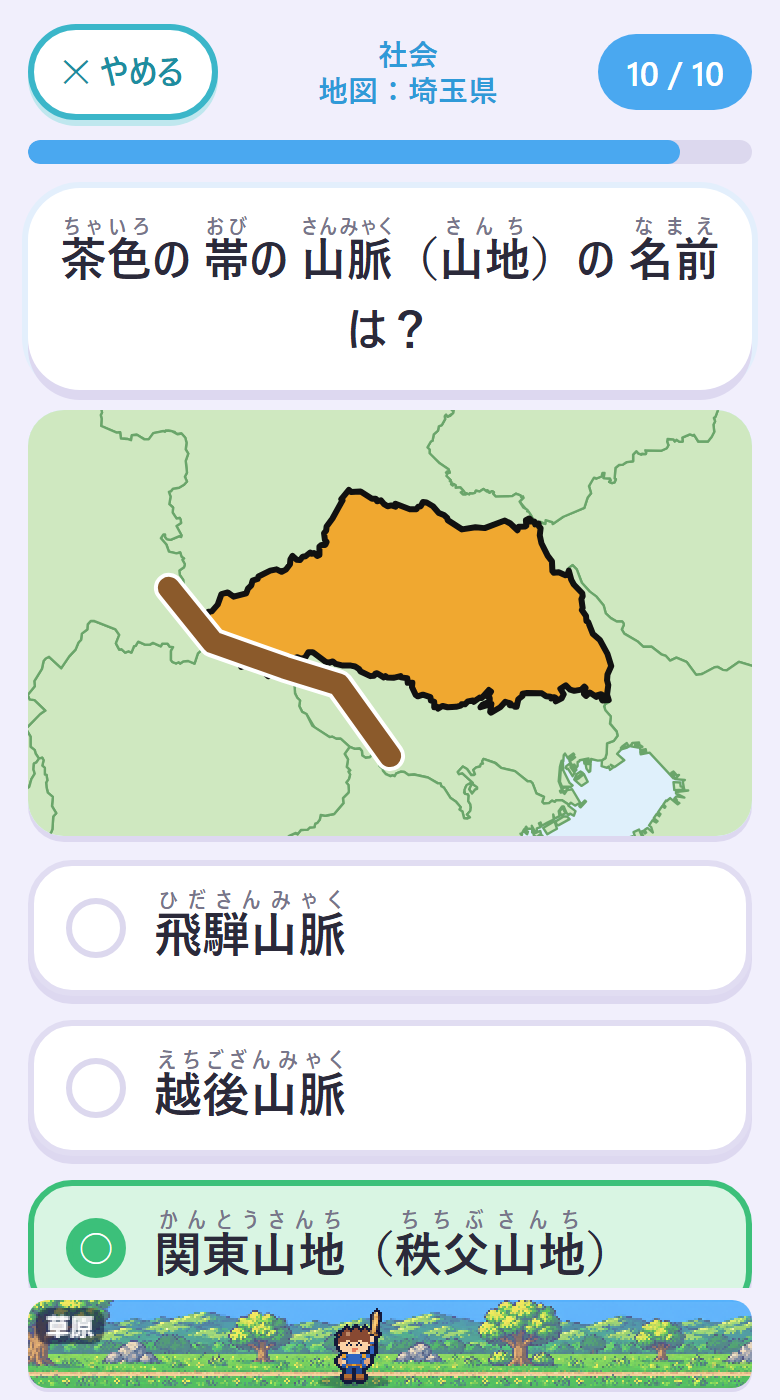 × やめる
社会
地図：埼玉県
10 / 10
ちゃいろ おび さんみゃく さんち なまえ
茶色の 帯の 山脈（山地）の 名前
は？
ひださんみゃく
飛騨山脈
えちごさんみゃく
越後山脈
かんとうさんち ちちぶさんち
関東山地（秩父山地）
草原